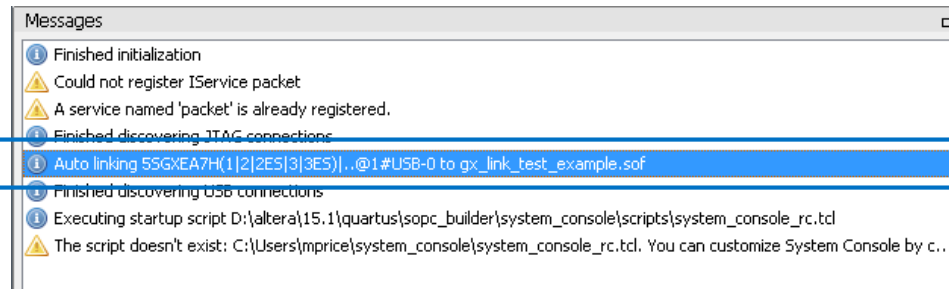 Messages
Finished initialization
Could not register IService packet
A service named 'packet' is already registered.
Finished discovering JTAG connections
Auto linking 5SGXEA7H(1|2|2ES|3|3ES)|..@1#USB-0 to gx_link_test_example.sof
Finished discovering USB connections
Executing startup script D:\altera\15.1\quartus\sopc_builder\system_console\scripts\system_console_rc.tcl
The script doesn't exist: C:\Users\mprice\system_console\system_console_rc.tcl. You can customize System Console by c..